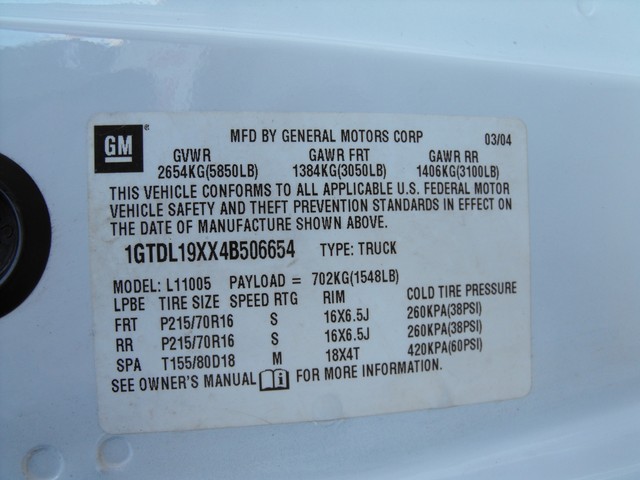 GM ® MFD BY GENERAL MOTORS CORP 03/04
GVWR GAWR FRT GAWR RR
2654KG(5850LB) 1384KG(3050LB) 1406KG(3100LB)
THIS VEHICLE CONFORMS TO ALL APPLICABLE U.S. FEDERAL MOTOR
VEHICLE SAFETY AND THEFT PREVENTION STANDARDS IN EFFECT ON
THE DATE OF MANUFACTURE SHOWN ABOVE.
1GTDL19XX4B506654 TYPE: TRUCK
MODEL: L11005 PAYLOAD = 702KG(1548LB)
LPBE TIRE SIZE SPEED RTG RIM COLD TIRE PRESSURE
FRT P215/70R16 S 16X6.5J 260KPA(38PSI)
RR P215/70R16 S 16X6.5J 260KPA(38PSI)
SPA T155/80D18 M 18X4T 420KPA(60PSI)
SEE OWNER'S MANUAL i FOR MORE INFORMATION.